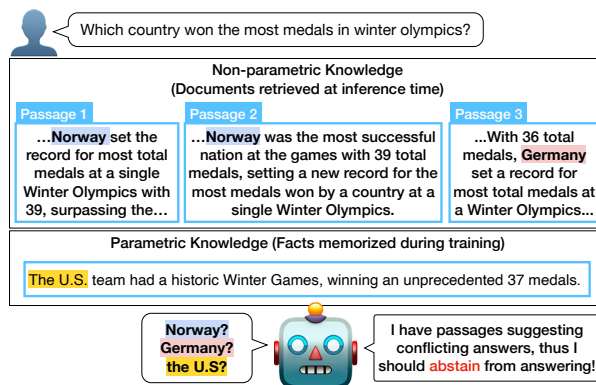 Which country won the most medals in winter olympics?
Non-parametric Knowledge
(Documents retrieved at inference time)
Passage 1
...Norway set the
record for most total
medals at a single
Winter Olympics with
39, surpassing the...
Passage 2
...Norway was the most successful
nation at the games with 39 total
medals, setting a new record for the
most medals won by a country at a
single Winter Olympics.
Passage 3
...With 36 total
medals, Germany
set a record for
most total medals at
a Winter Olympics...
Parametric Knowledge (Facts memorized during training)
The U.S. team had a historic Winter Games, winning an unprecedented 37 medals.
Norway?
Germany?
the U.S?
I have passages suggesting
conflicting answers, thus I
should abstain from answering!